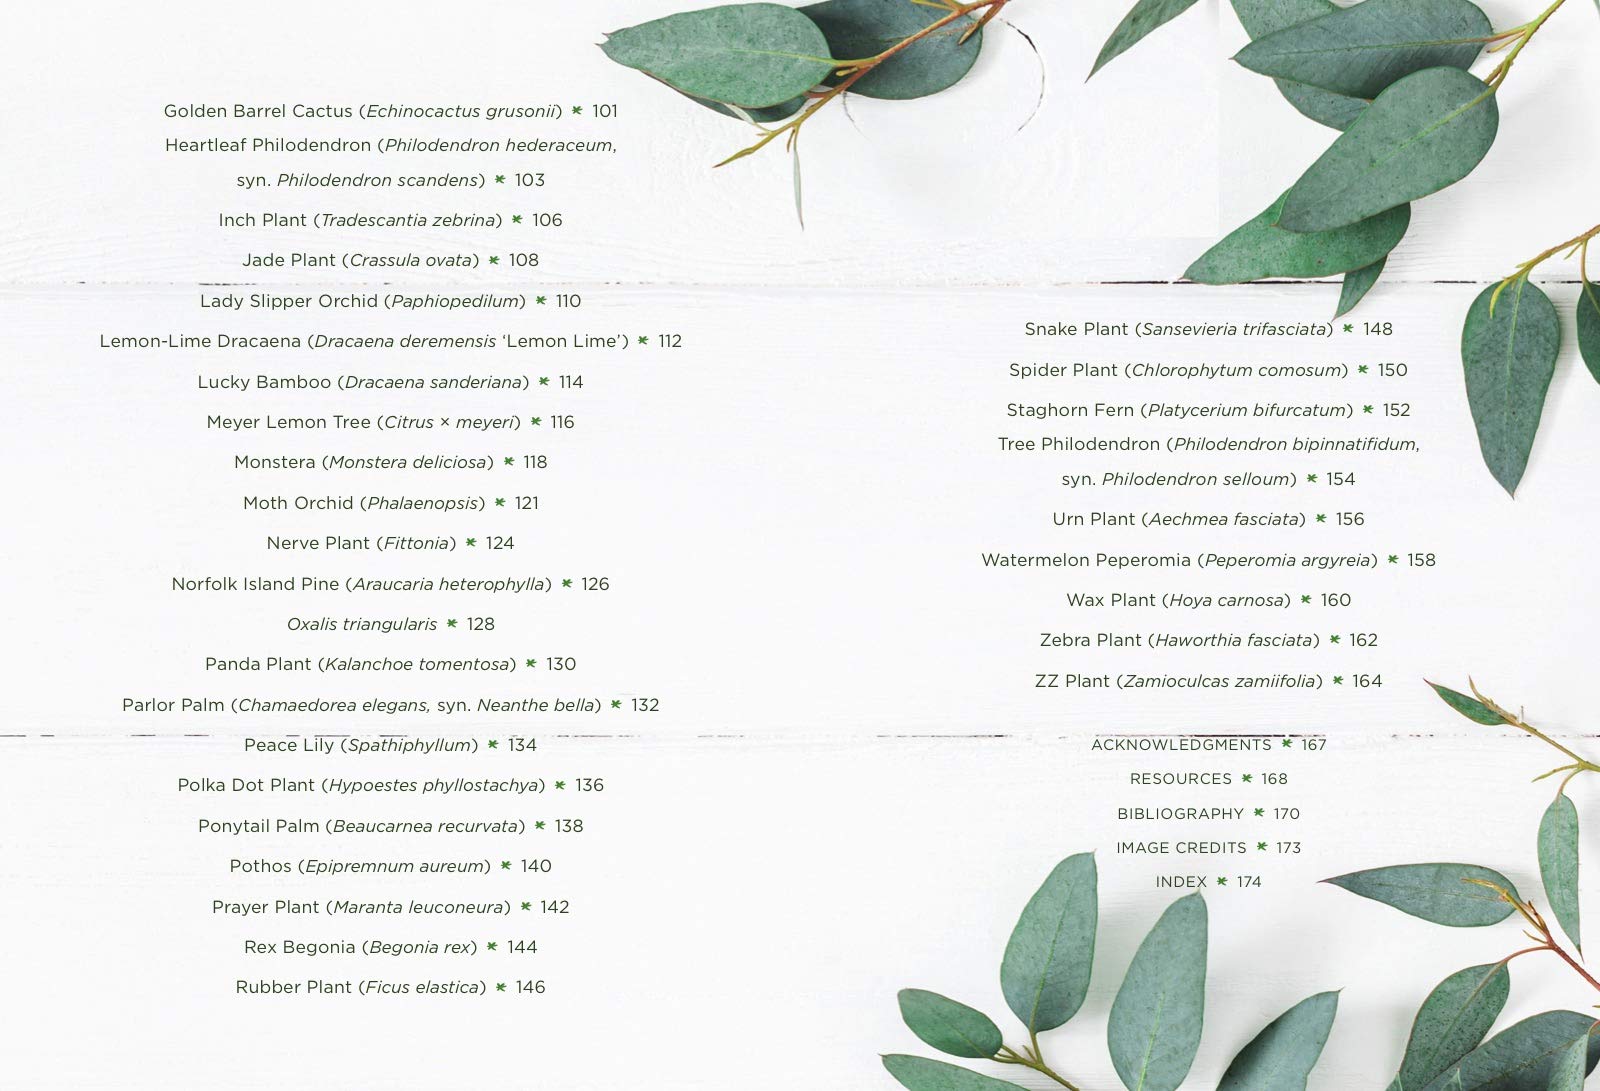 Golden Barrel Cactus (Echinocactus grusonii) * 101
Heartleaf Philodendron (Philodendron hederaceum,
syn. Philodendron scandens) * 103
Inch Plant (Tradescantia zebrina) * 106
Jade Plant (Crassula ovata) * 108
Lady Slipper Orchid (Paphiopedilum) * 110
Lemon-Lime Dracaena (Dracaena deremensis ‘Lemon Lime’) * 112
Lucky Bamboo (Dracaena sanderiana) * 114
Meyer Lemon Tree (Citrus × meyeri) * 116
Monstera (Monstera deliciosa) * 118
Moth Orchid (Phalaenopsis) * 121
Nerve Plant (Fittonia) * 124
Norfolk Island Pine (Araucaria heterophylla) * 126
Oxalis triangularis * 128
Panda Plant (Kalanchoe tomentosa) * 130
Parlor Palm (Chamaedorea elegans, syn. Neanthe bella) * 132
Peace Lily (Spathiphyllum) * 134
Polka Dot Plant (Hypoestes phyllostachya) * 136
Ponytail Palm (Beaucarnea recurvata) * 138
Pothos (Epipremnum aureum) * 140
Prayer Plant (Maranta leuconeura) * 142
Rex Begonia (Begonia rex) * 144
Rubber Plant (Ficus elastica) * 146
Snake Plant (Sansevieria trifasciata) * 148
Spider Plant (Chlorophytum comosum) * 150
Staghorn Fern (Platycerium bifurcatum) * 152
Tree Philodendron (Philodendron bipinnatifidum,
syn. Philodendron selloum) * 154
Urn Plant (Aechmea fasciata) * 156
Watermelon Peperomia (Peperomia argyreia) * 158
Wax Plant (Hoya carnosa) * 160
Zebra Plant (Haworthia fasciata) * 162
ZZ Plant (Zamioculcas zamiifolia) * 164
ACKNOWLEDGMENTS * 167
RESOURCES * 168
BIBLIOGRAPHY * 170
IMAGE CREDITS * 173
INDEX * 174